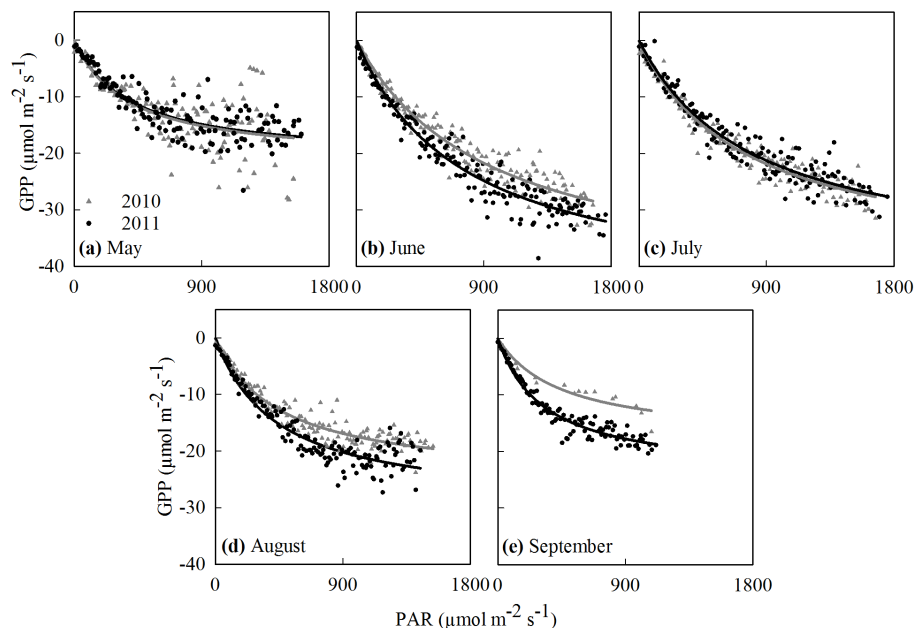 0
-10
-20
-30
-40
GPP (µmol m-2 s-1)
2010
2011
(a) May
(b) June
(c) July
0 900 1800 0 900 1800 0 900 1800
0
-10
-20
-30
-40
GPP (µmol m-2 s-1)
(d) August
(e) September
0 900 1800 0 900 1800
PAR (µmol m-2 s-1)